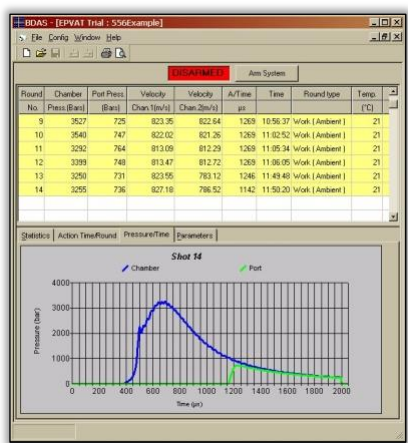 BDAS - [EPVAT Trial : 556Example]
File Config Window Help
DISARMED Arm System
Round Chamber Port Press. Velocity Velocity A/Time Time Round type Temp.
No. Press.(Bars) (Bars) Chan.1(m/s) Chan.2(m/s) µs (°C)
9 3527 725 823.35 822.64 1269 10:56:37 Work ( Ambient ) 21
10 3540 747 822.02 821.26 1269 11:02:52 Work ( Ambient ) 21
11 3292 764 813.09 812.29 1269 11:05:34 Work ( Ambient ) 21
12 3399 748 813.47 812.72 1269 11:06:05 Work ( Ambient ) 21
13 3250 731 823.55 783.12 1246 11:49:48 Work ( Ambient ) 21
14 3255 736 827.18 786.52 1142 11:50:20 Work ( Ambient ) 21
Statistics Action Time/Round Pressure/Time Parameters
Shot 14
Chamber Port
Pressure (bar)
4000
3000
2000
1000
0
0 200 400 600 800 1000 1200 1400 1600 1800 2000
Time (µs)